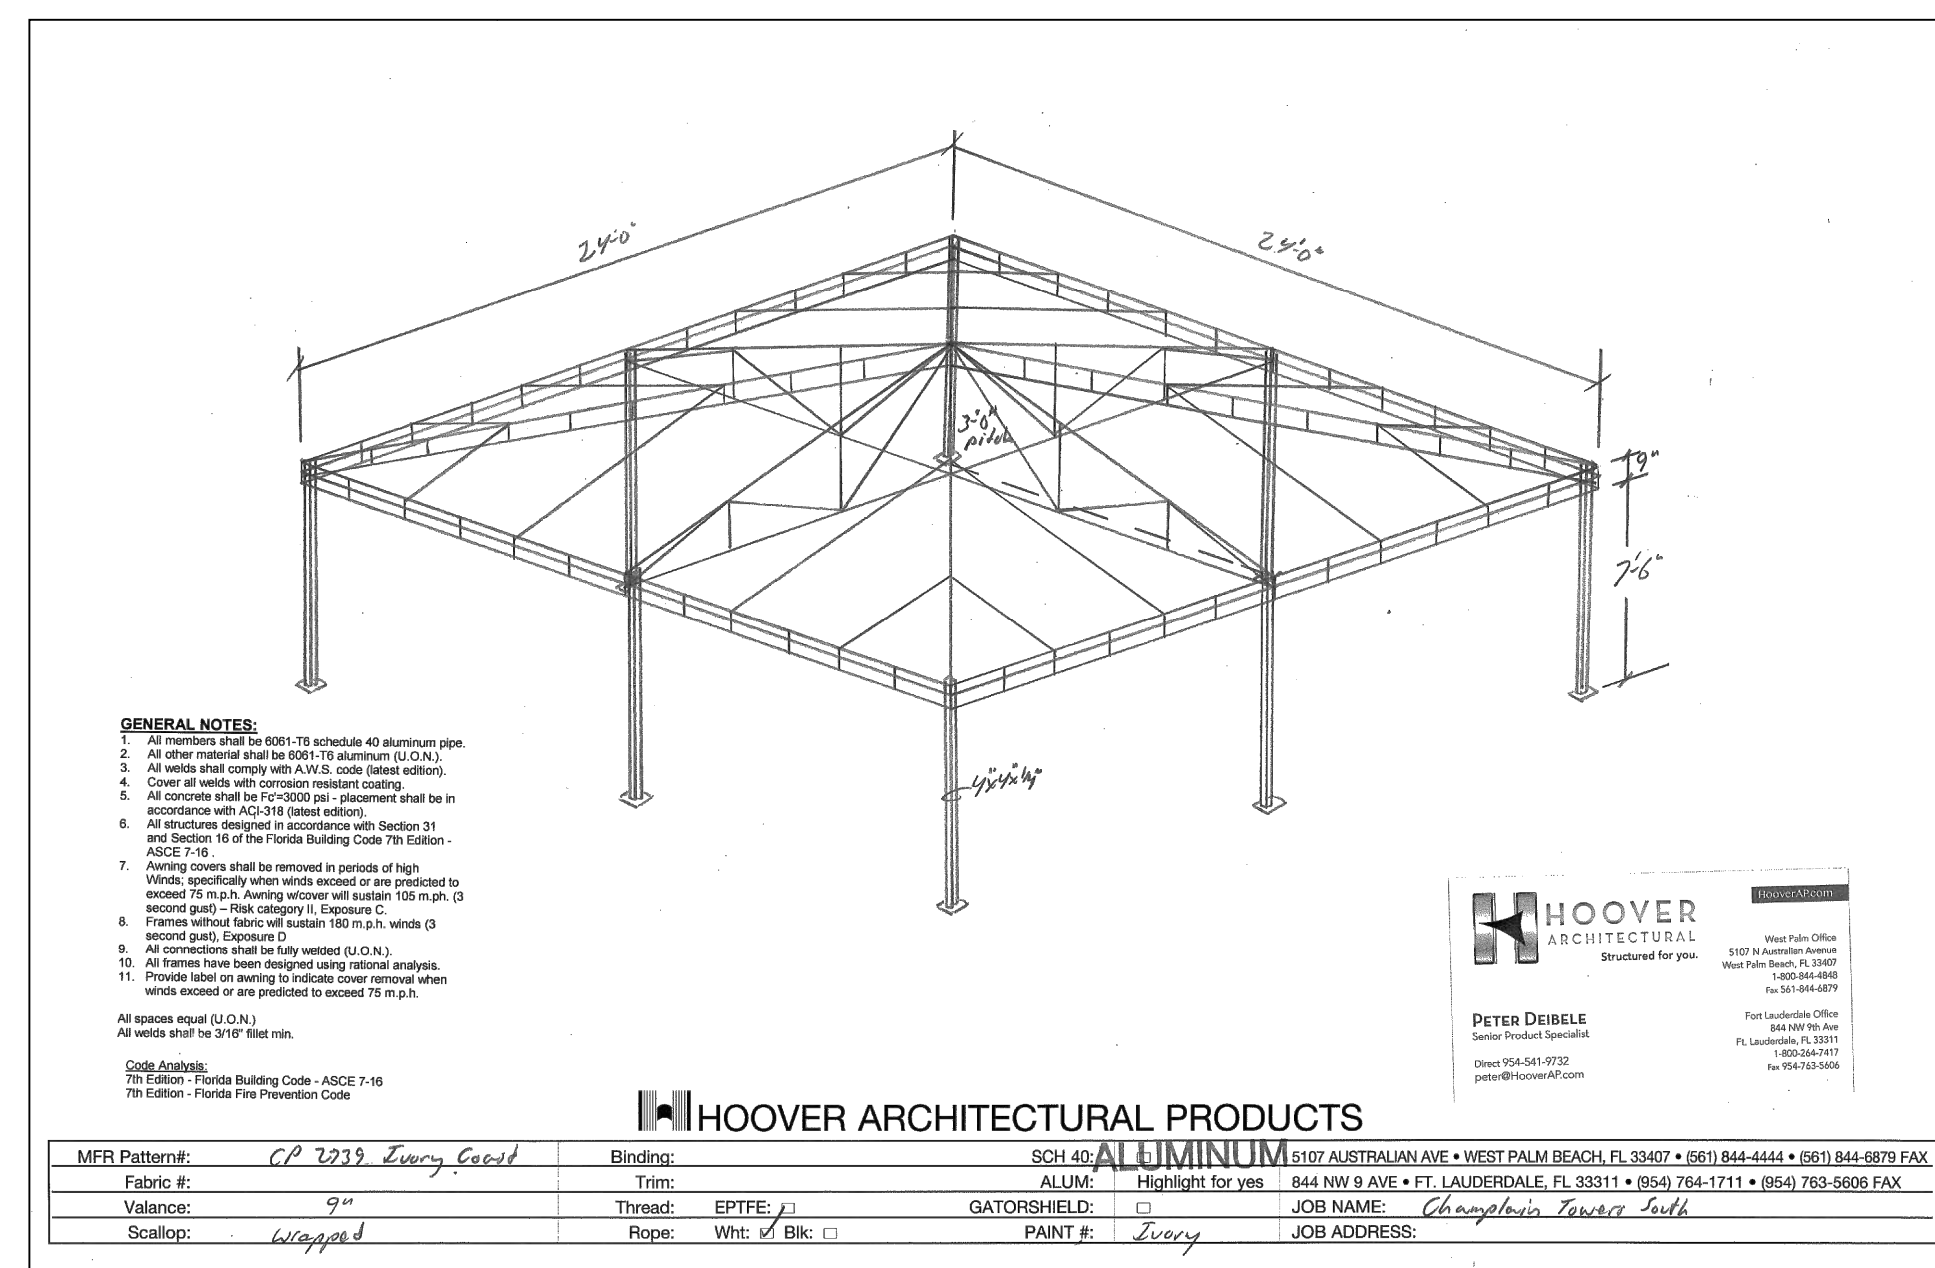 24'-0"
24'-0"
3'-0"
pitch
9"
7'-6"
4"x4"x1/4"
GENERAL NOTES:
1. All members shall be 6061-T6 schedule 40 aluminum pipe.
2. All other material shall be 6061-T6 aluminum (U.O.N.).
3. All welds shall comply with A.W.S. code (latest edition).
4. Cover all welds with corrosion resistant coating.
5. All concrete shall be Fc'=3000 psi - placement shall be in
accordance with ACI-318 (latest edition).
6. All structures designed in accordance with Section 31
and Section 16 of the Florida Building Code 7th Edition -
ASCE 7-16 .
7. Awning covers shall be removed in periods of high
Winds; specifically when winds exceed or are predicted to
exceed 75 m.p.h. Awning w/cover will sustain 105 m.ph. (3
second gust) – Risk category II, Exposure C.
8. Frames without fabric will sustain 180 m.p.h. winds (3
second gust), Exposure D
9. All connections shall be fully welded (U.O.N.).
10. All frames have been designed using rational analysis.
11. Provide label on awning to indicate cover removal when
winds exceed or are predicted to exceed 75 m.p.h.
All spaces equal (U.O.N.)
All welds shall be 3/16" fillet min.
Code Analysis:
7th Edition - Florida Building Code - ASCE 7-16
7th Edition - Florida Fire Prevention Code
HOOVER
ARCHITECTURAL
Structured for you.
HooverAP.com
West Palm Office
5107 N Australian Avenue
West Palm Beach, FL 33407
1-800-844-4848
Fax 561-844-6879
PETER DEIBELE
Senior Product Specialist
Direct 954-541-9732
peter@HooverAP.com
Fort Lauderdale Office
844 NW 9th Ave
Ft. Lauderdale, FL 33311
1-800-264-7417
Fax 954-763-5606
HOOVER ARCHITECTURAL PRODUCTS
MFR Pattern#: CP 2739 Ivory Coast Binding: SCH 40: ALUMINUM 5107 AUSTRALIAN AVE • WEST PALM BEACH, FL 33407 • (561) 844-4444 • (561) 844-6879 FAX
Fabric #: Trim: ALUM: Highlight for yes 844 NW 9 AVE • FT. LAUDERDALE, FL 33311 • (954) 764-1711 • (954) 763-5606 FAX
Valance: 9" Thread: EPTFE: GATORSHIELD: JOB NAME: Champlain Towers South
Scallop: Wrapped Rope: Wht: Blk: PAINT #: Ivory JOB ADDRESS: